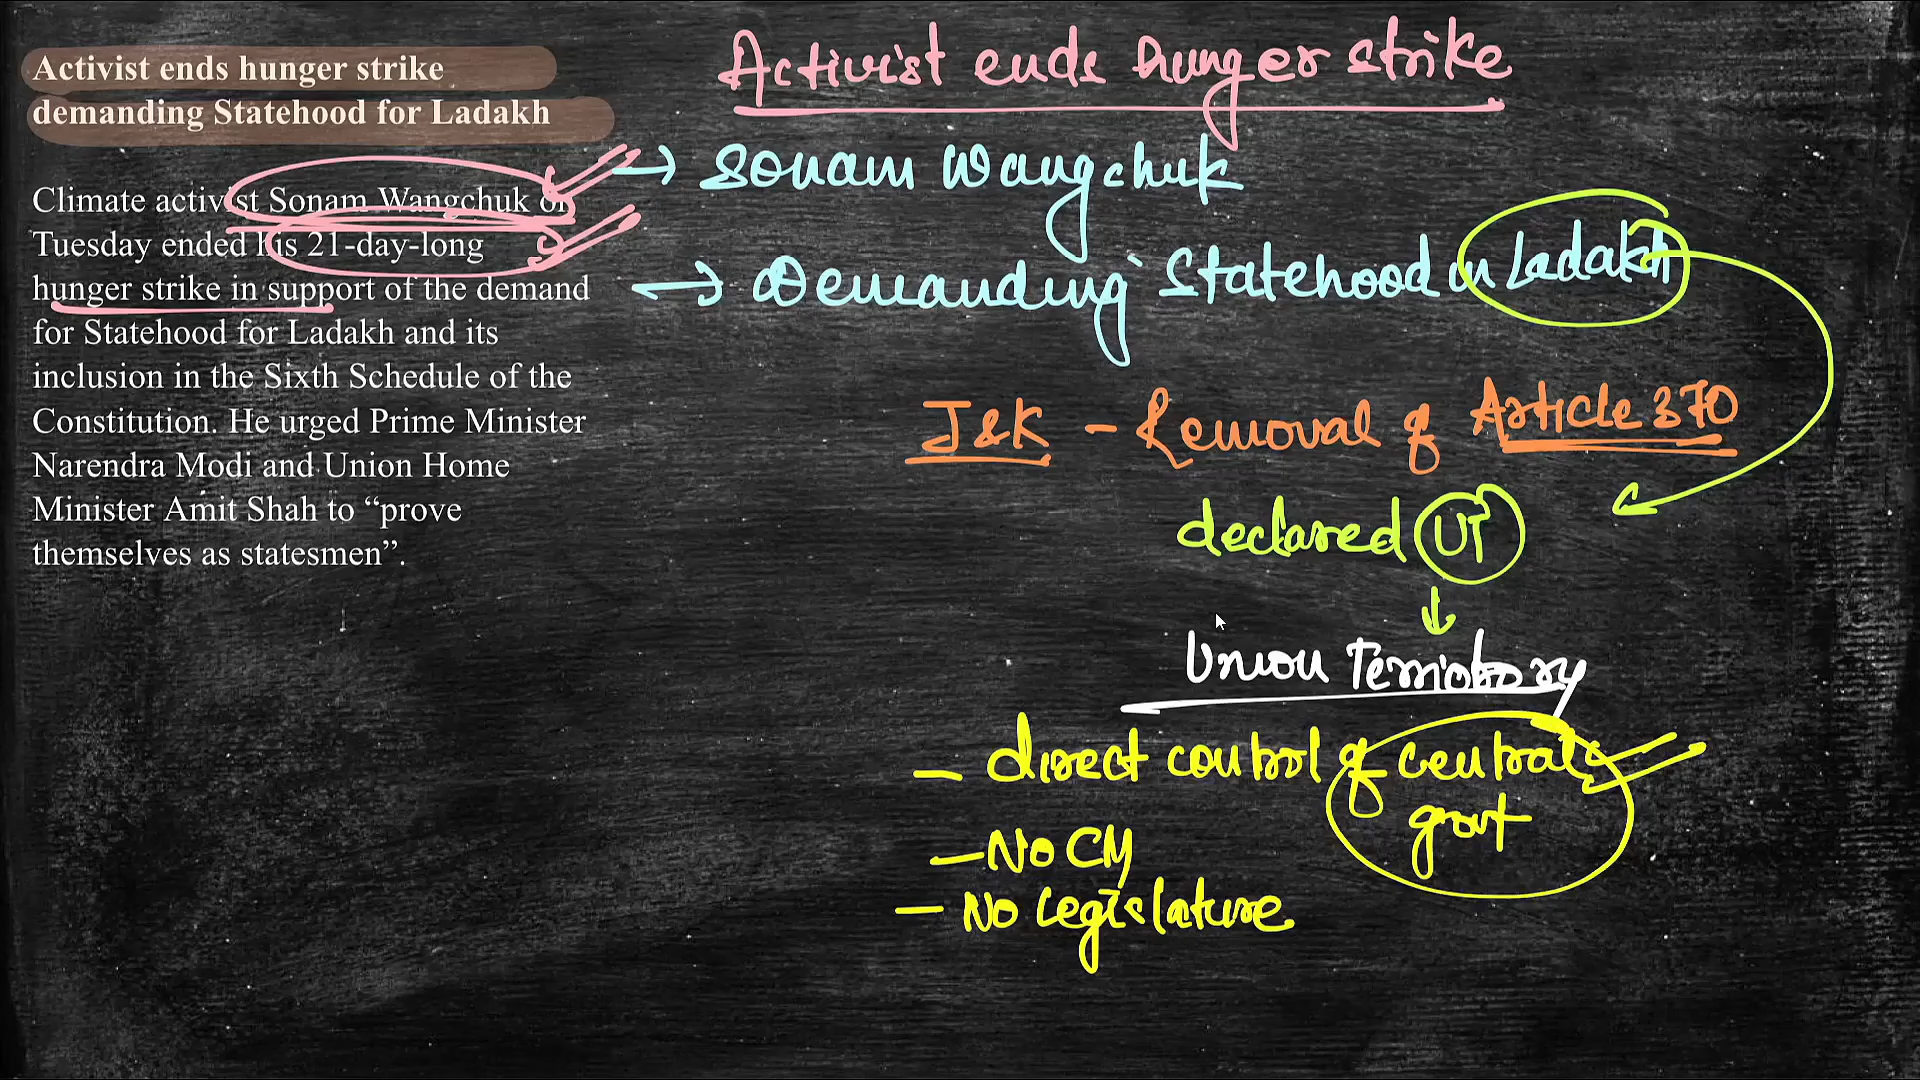 Activist ends hunger strike
demanding Statehood for Ladakh
Climate activist Sonam Wangchuk on
Tuesday ended his 21-day-long
hunger strike in support of the demand
for Statehood for Ladakh and its
inclusion in the Sixth Schedule of the
Constitution. He urged Prime Minister
Narendra Modi and Union Home
Minister Amit Shah to “prove
themselves as statesmen”.
Activist ends hunger strike
→ Sonam Wangchuk
→ Demanding Statehood in Ladakh
J&K - Removal of Article 370
declared UT
↓
Union Territory
- direct control of central
govt
- No CM
- No legislature